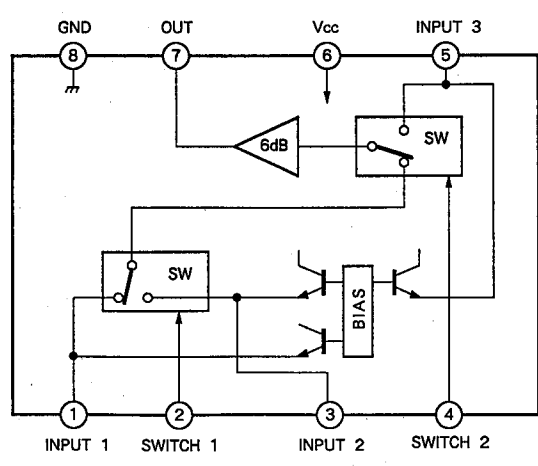 GND OUT Vcc INPUT 3
8 7 6 5
6dB SW
SW BIAS
1 2 3 4
INPUT 1 SWITCH 1 INPUT 2 SWITCH 2